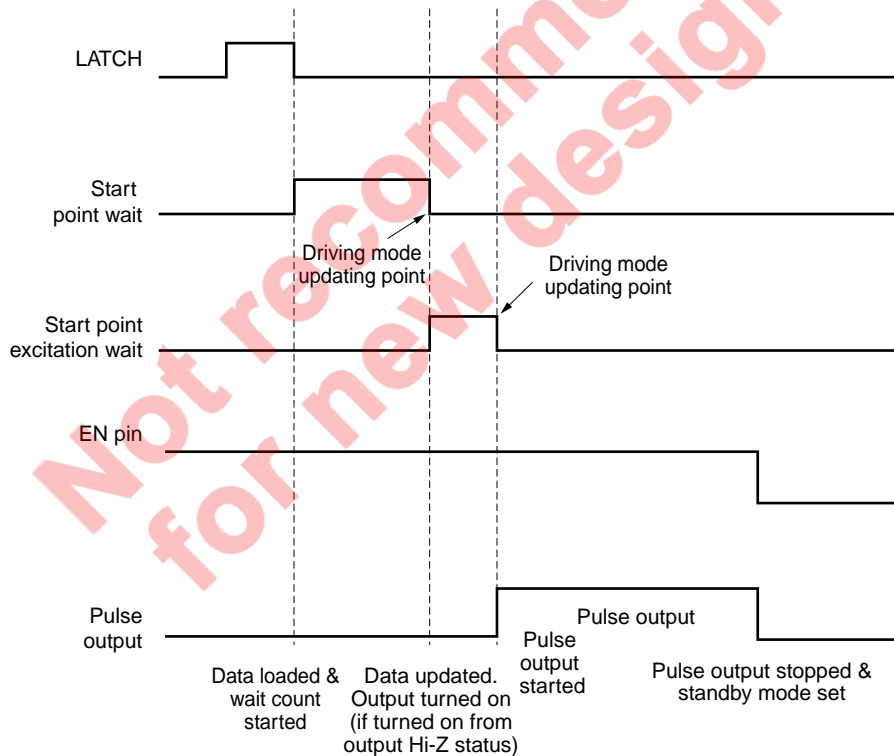 LATCH
Start
point wait
Driving mode
updating point
Driving mode
updating point
Start point
excitation wait
EN pin
Pulse
output
Pulse output
Pulse
output
started
Data loaded &
wait count
started
Data updated.
Output turned on
(if turned on from
output Hi-Z status)
Pulse output stopped &
standby mode set
Not recomme
for new design